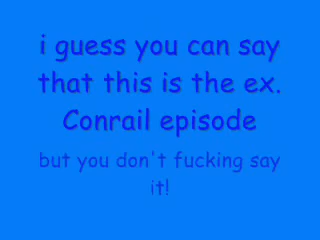 i guess you can say
that this is the ex.
Conrail episode
but you don't fucking say
it!